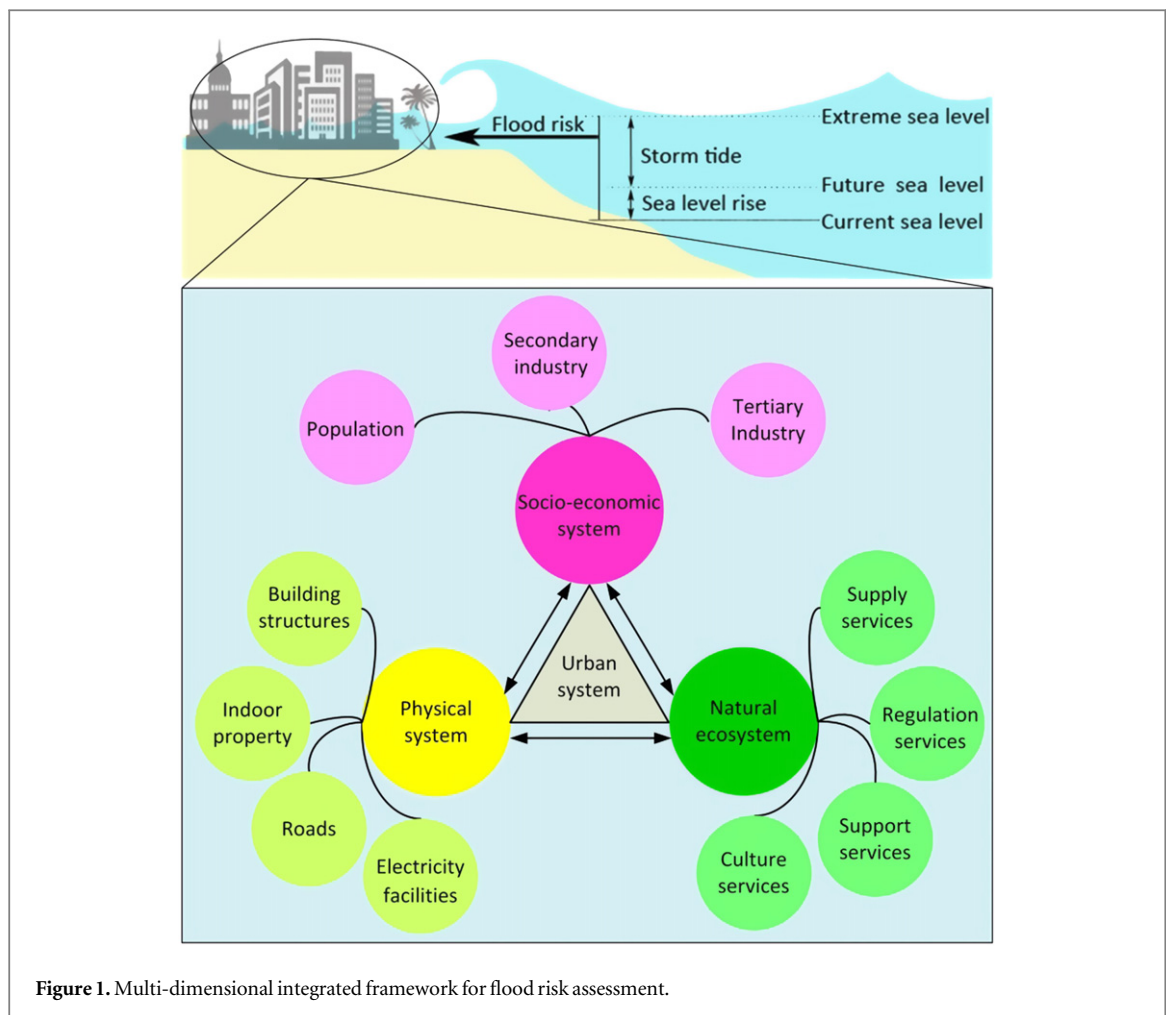 Extreme sea level
Flood risk
Storm tide
Future sea level
Sea level rise
Current sea level
Secondary
industry
Population
Tertiary
Industry
Socio-economic
system
Building
structures
Supply
services
Urban
system
Indoor
property
Physical
system
Natural
ecosystem
Regulation
services
Roads
Support
services
Electricity
facilities
Culture
services
Figure 1. Multi-dimensional integrated framework for flood risk assessment.